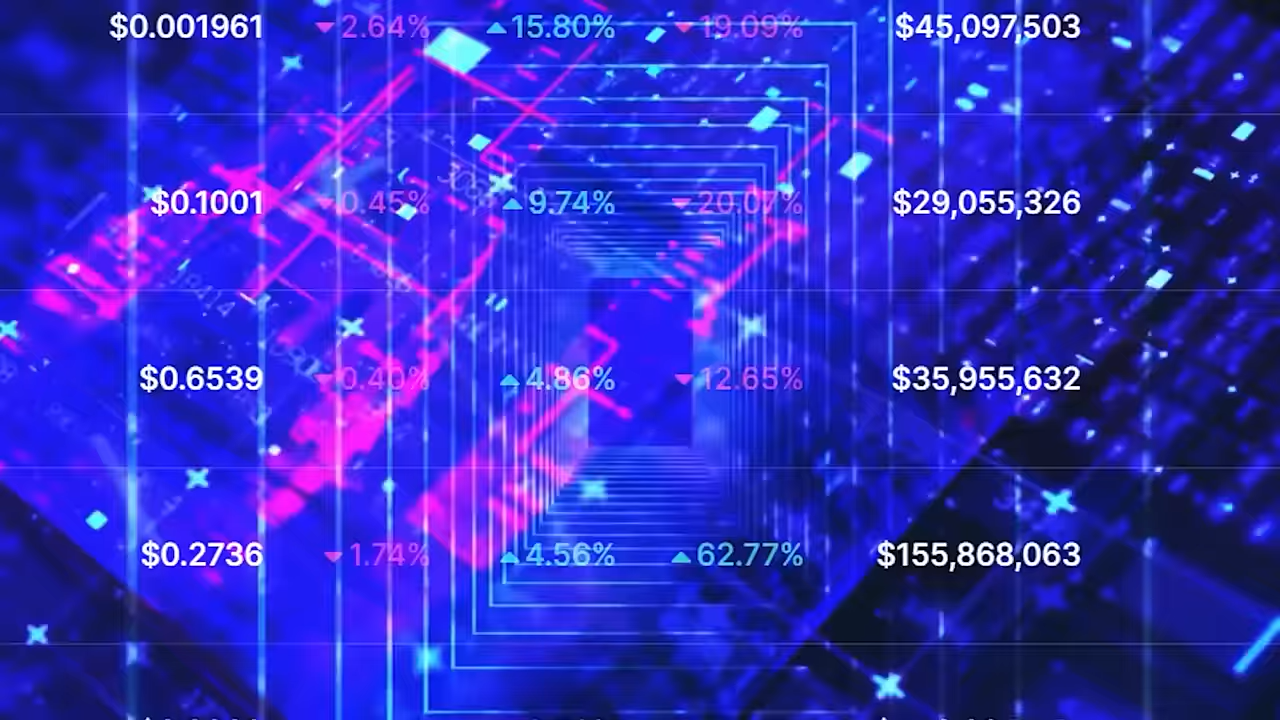 $0.001961 ▼ 2.64% ▲ 15.80% ▼ 19.09% $45,097,503
$0.1001 ▼ 0.45% ▲ 9.74% ▼ 20.07% $29,055,326
$0.6539 ▼ 0.40% ▲ 4.86% ▼ 12.65% $35,955,632
$0.2736 ▼ 1.74% ▲ 4.56% ▲ 62.77% $155,868,063